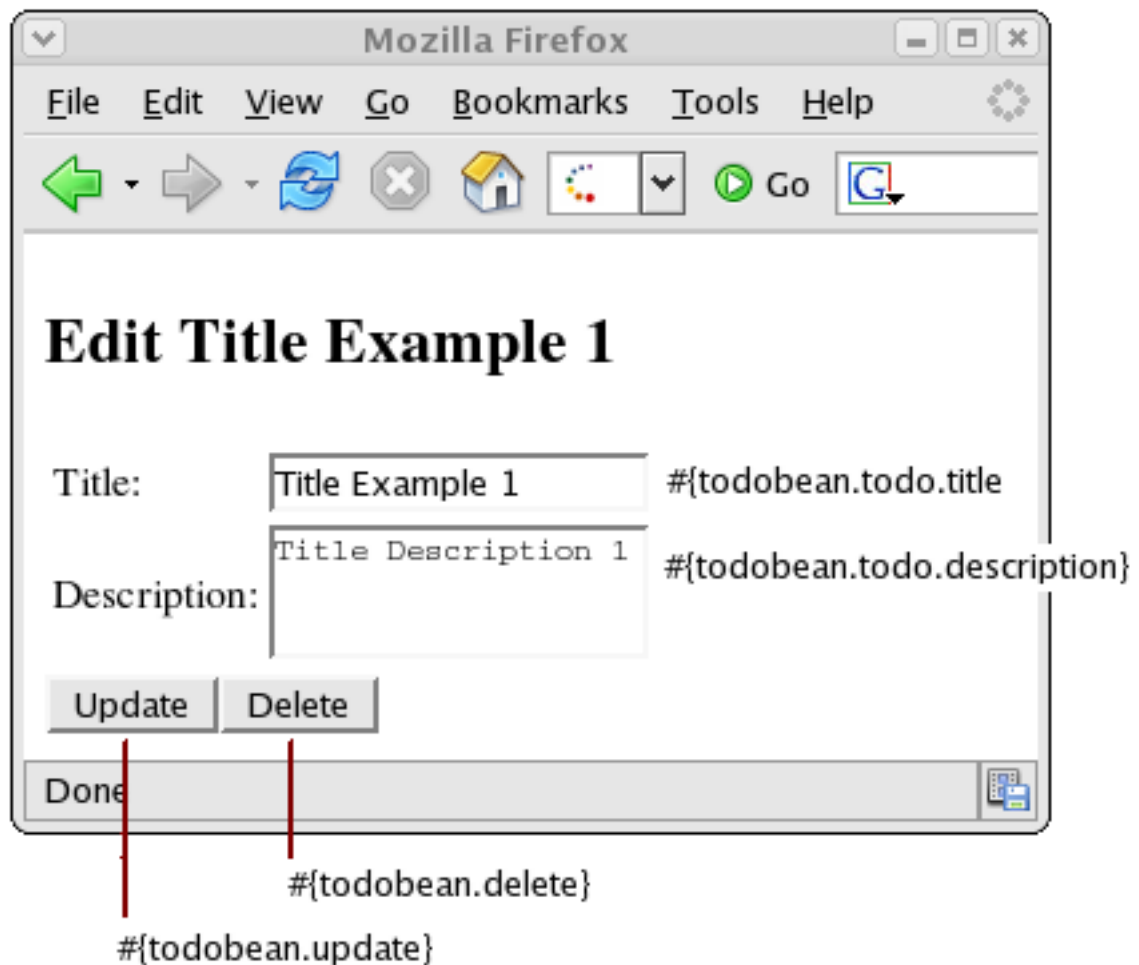 Mozilla Firefox
File Edit View Go Bookmarks Tools Help
Go G
Edit Title Example 1
Title: Title Example 1 #{todobean.todo.title
Title Description 1 #{todobean.todo.description}
Description:
Update Delete
Done
#{todobean.delete}
#{todobean.update}